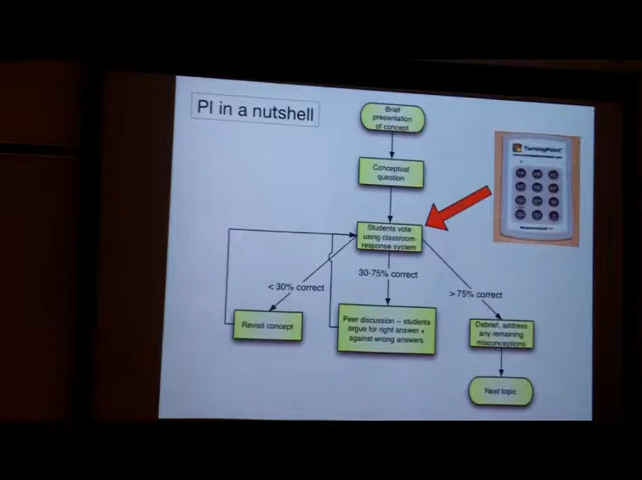 PI in a nutshell
Brief
presentation
of concept
Conceptual
question
TurningPoint
Students vote
using classroom
response system
< 30% correct
30-75% correct
> 75% correct
Revisit concept
Peer discussion – students
argue for right answer +
against wrong answers
Debrief, address
any remaining
misconceptions
Next topic